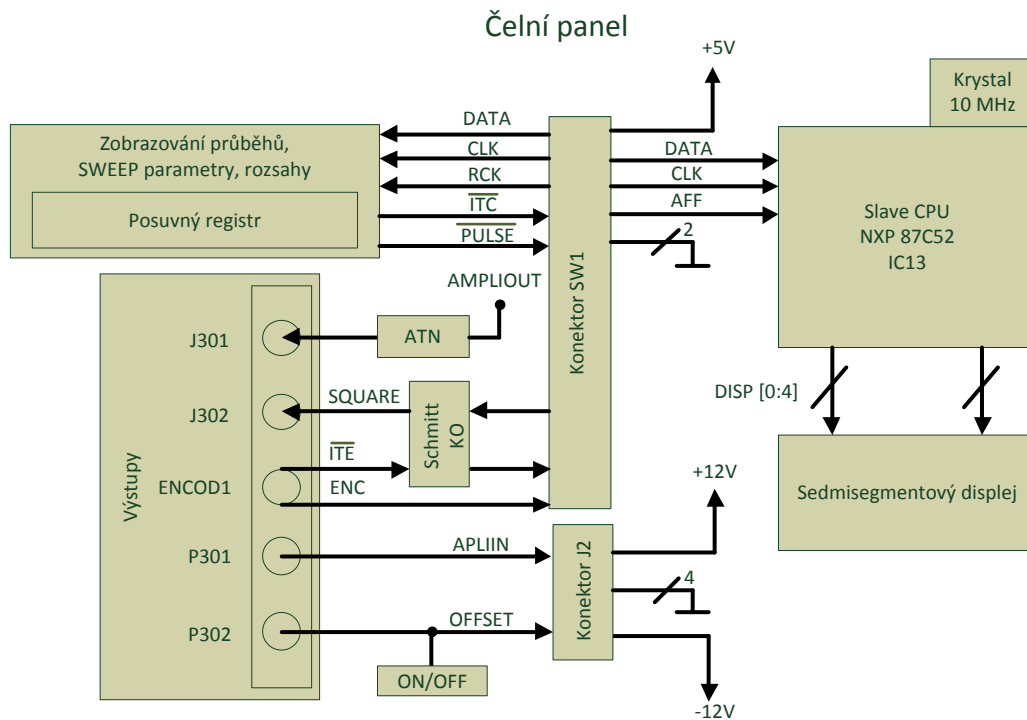 Čelní panel
+5V
Krystal
10 MHz
Zobrazování průběhů,
SWEEP parametry, rozsahy
Posuvný registr
DATA
CLK
RCK
ITC
PULSE
DATA
CLK
AFF
2
Slave CPU
NXP 87C52
IC13
Konektor SW1
AMPLIOUT
J301
ATN
J302
SQUARE
Schmitt
KO
ITE
ENCOD1
ENC
Výstupy
DISP [0:4]
Sedmisegmentový displej
+12V
P301
APLIIN
Konektor J2
4
P302
OFFSET
ON/OFF
-12V